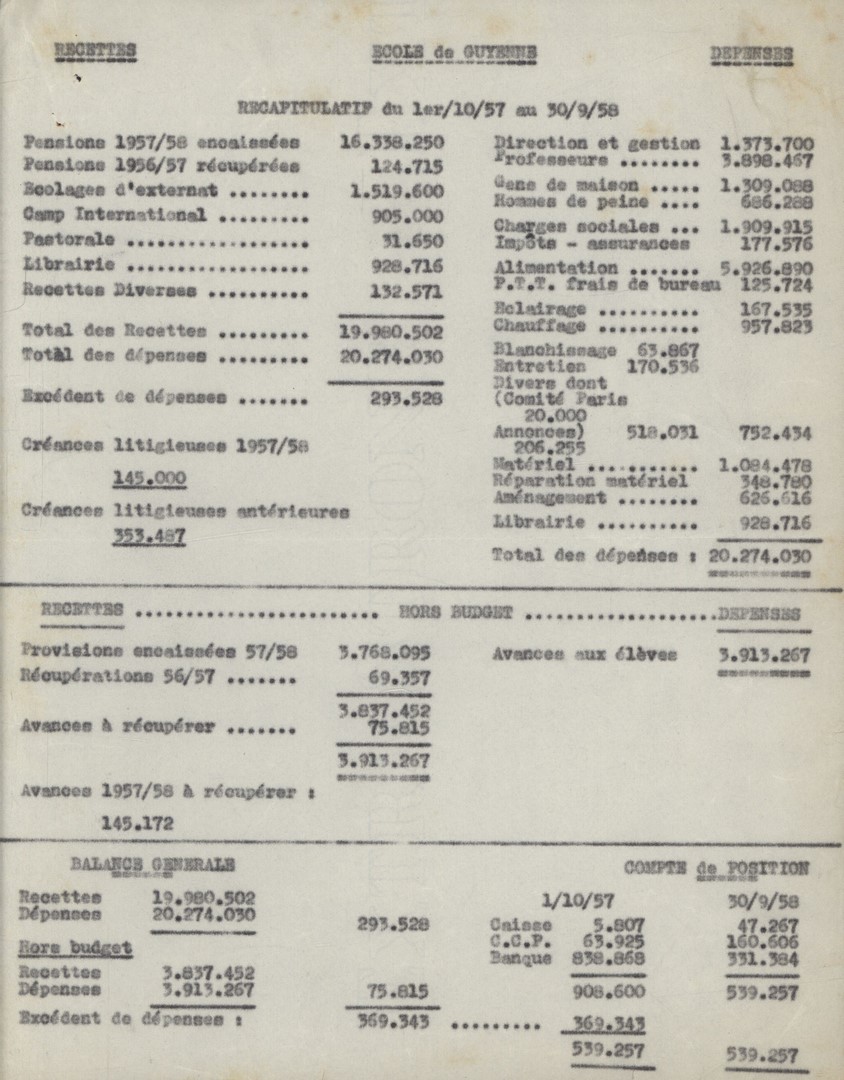 RECETTES ECOLE de GUYENNE DEPENSES
RECAPITULATIF du 1er/10/57 au 30/9/58
Pensions 1957/58 encaissées 16.338.250
Pensions 1956/57 récupérées 124.715
Ecolages d'externat ........ 1.519.600
Camp International ......... 905.000
Pastorale .................. 31.650
Librairie .................. 928.716
Recettes Diverses .......... 132.571
Total des Recettes ......... 19.980.502
Total des dépenses ......... 20.274.030
Excédent de dépenses ....... 293.528
Créances litigieuses 1957/58
145.000
Créances litigieuses antérieures
353.487
Direction et gestion 1.373.700
Professeurs ........ 3.898.467
Gens de maison ..... 1.309.088
Hommes de peine .... 686.288
Charges sociales ... 1.909.915
Impôts - assurances 177.576
Alimentation ....... 5.926.890
P.T.T. frais de bureau 125.724
Eclairage .......... 167.535
Chauffage .......... 957.823
Blanchissage 63.867
Entretien 170.536
Divers dont
(Comité Paris
20.000
Annonces) 518.031 752.434
206.255
Matériel ........... 1.084.478
Réparation matériel 348.780
Aménagement ........ 626.616
Librairie .......... 928.716
Total des dépenses : 20.274.030
RECETTES ........................ HORS BUDGET ....................DEPENSES
Provisions encaissées 57/58 3.768.095
Récupérations 56/57 ....... 69.357
3.837.452
Avances à récupérer ....... 75.815
3.913.267
Avances 1957/58 à récupérer :
145.172
Avances aux élèves 3.913.267
BALANCE GENERALE
Recettes 19.980.502
Dépenses 20.274.030
293.528
Hors budget
Recettes 3.837.452
Dépenses 3.913.267 75.815
Excédent de dépenses : 369.343 ......... 369.343
COMPTE de POSITION
1/10/57 30/9/58
Caisse 5.807 47.267
C.C.P. 63.925 160.606
Banque 838.868 331.384
908.600 539.257
539.257 539.257